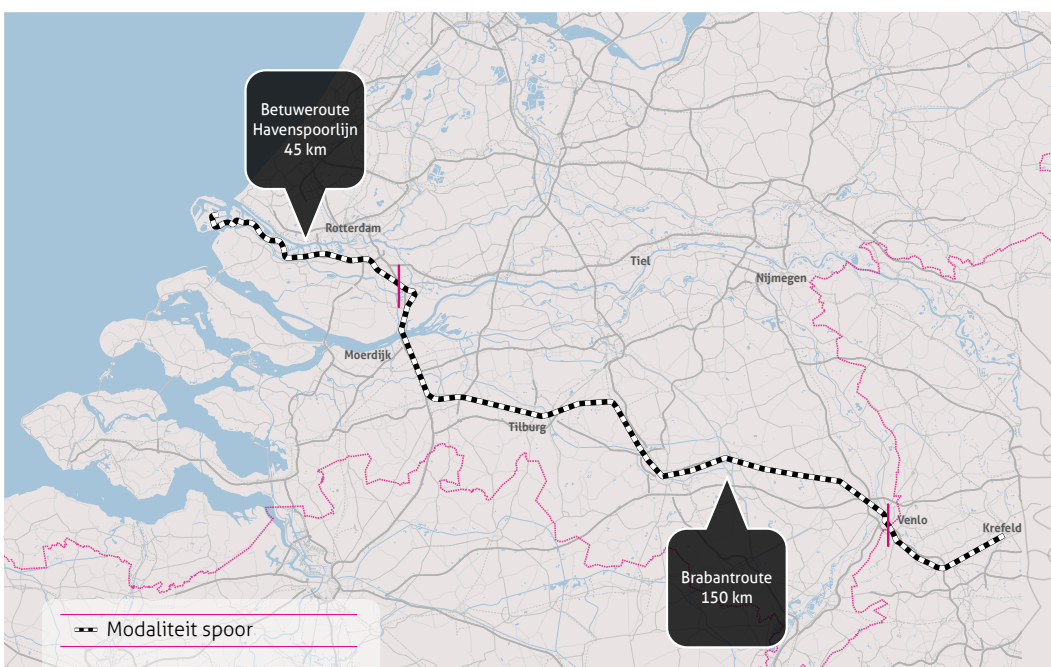 Betuweroute
Havenspoorlijn
45 km
Rotterdam
Tiel
Nijmegen
Moerdijk
Tilburg
Venlo
Krefeld
Brabantroute
150 km
Modaliteit spoor